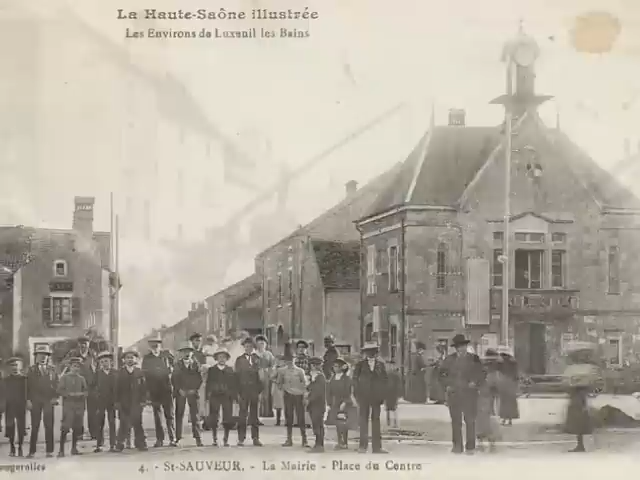 La Haute-Saône illustrée
Les Environs de Luxeuil les Bains
4. - St-SAUVEUR. - La Mairie - Place du Centre